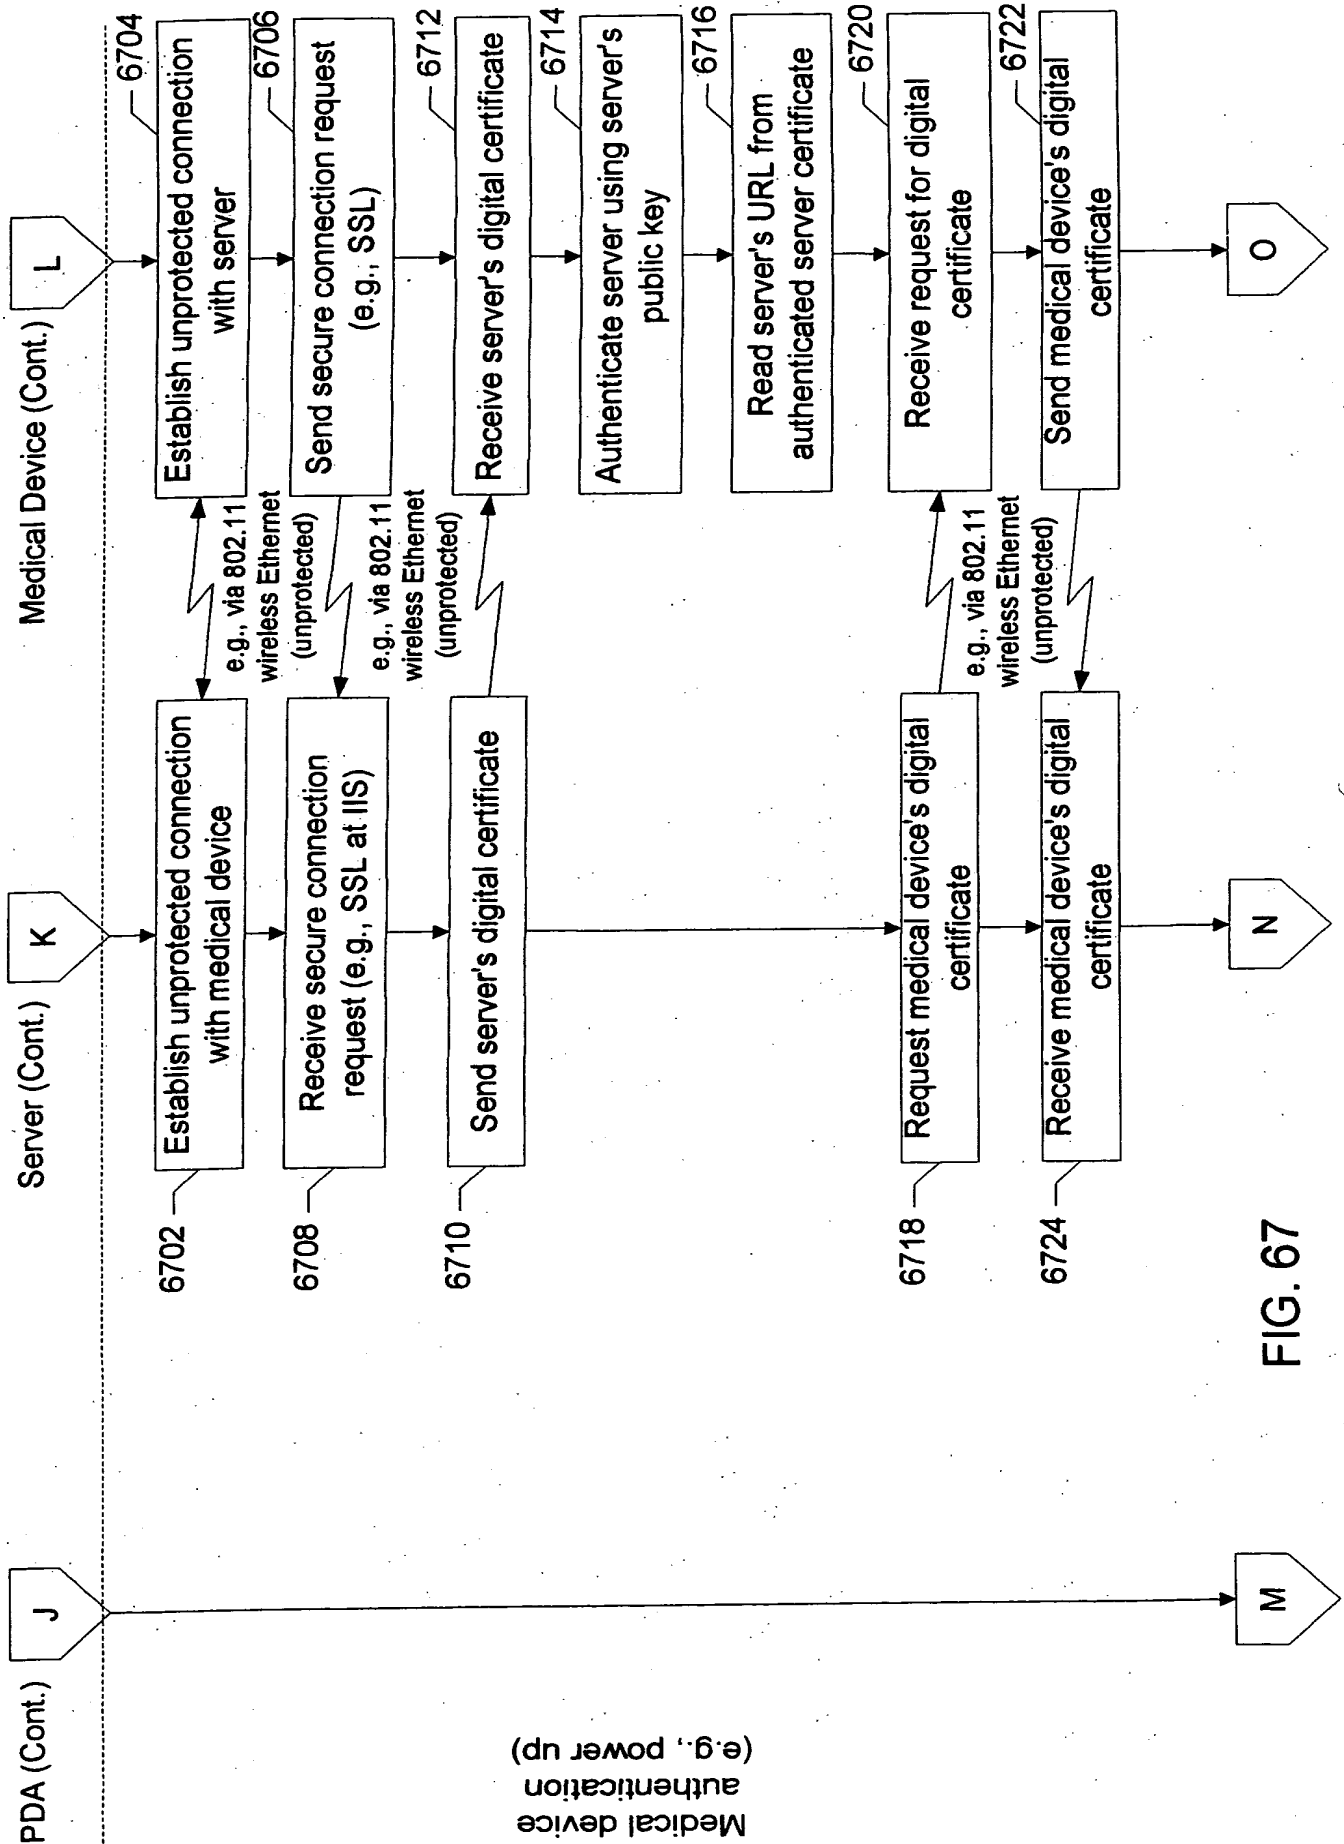 PDA (Cont.)
J
Server (Cont.)
K
Medical Device (Cont.)
L
Medical device
authentication
(e.g., power up)
6702
Establish unprotected connection
with medical device
e.g., via 802.11
wireless Ethernet
(unprotected)
6704
Establish unprotected connection
with server
6706
Send secure connection request
(e.g., SSL)
6708
Receive secure connection
request (e.g., SSL at IIS)
e.g., via 802.11
wireless Ethernet
(unprotected)
6710
Send server's digital certificate
6712
Receive server's digital certificate
6714
Authenticate server using server's
public key
6716
Read server's URL from
authenticated server certificate
6718
Request medical device's digital
certificate
e.g., via 802.11
wireless Ethernet
(unprotected)
6720
Receive request for digital
certificate
6722
Send medical device's digital
certificate
6724
Receive medical device's digital
certificate
M
N
O
FIG. 67